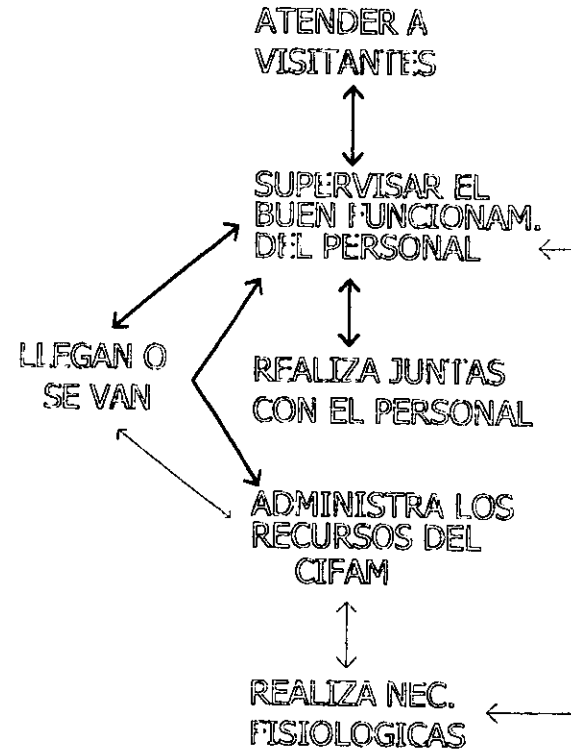 ATENDER A
VISITANTES
SUPERVISAR EL
BUEN FUNCIONAM.
DEL PERSONAL
LLEGAN O
SE VAN
REALIZA JUNTAS
CON EL PERSONAL
ADMINISTRA LOS
RECURSOS DEL
CIFAM
REALIZA NEC.
FISIOLOGICAS